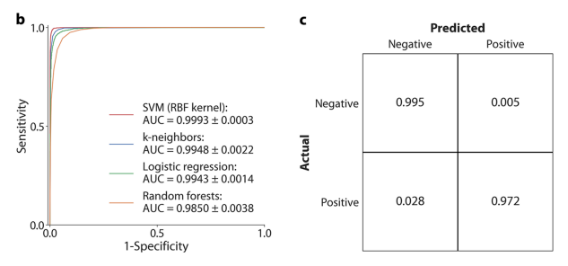 b
Sensitivity
1.0
0.5
0.0
0.0
0.5
1.0
1-Specificity
SVM (RBF kernel):
AUC = 0.9993 ± 0.0003
k-neighbors:
AUC = 0.9948 ± 0.0022
Logistic regression:
AUC = 0.9943 ± 0.0014
Random forests:
AUC = 0.9850 ± 0.0038
c
Predicted
Negative Positive
Actual
Negative 0.995 0.005
Positive 0.028 0.972